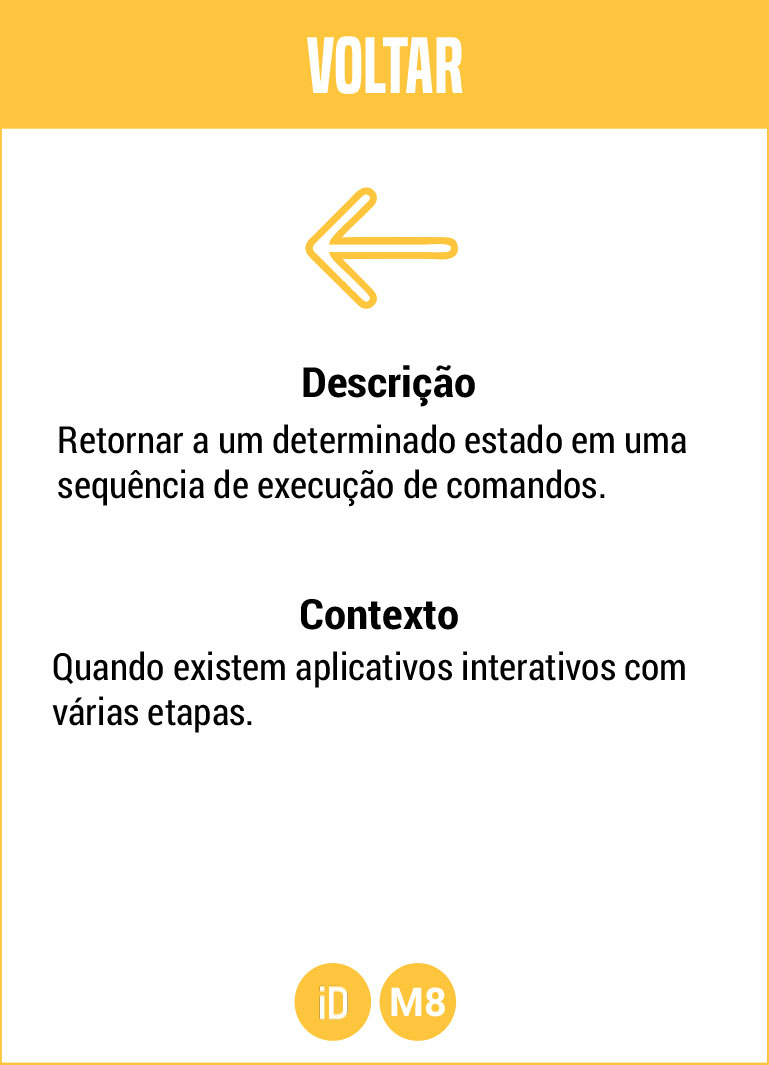 VOLTAR
Descrição
Retornar a um determinado estado em uma
sequência de execução de comandos.
Contexto
Quando existem aplicativos interativos com
várias etapas.
iD M8